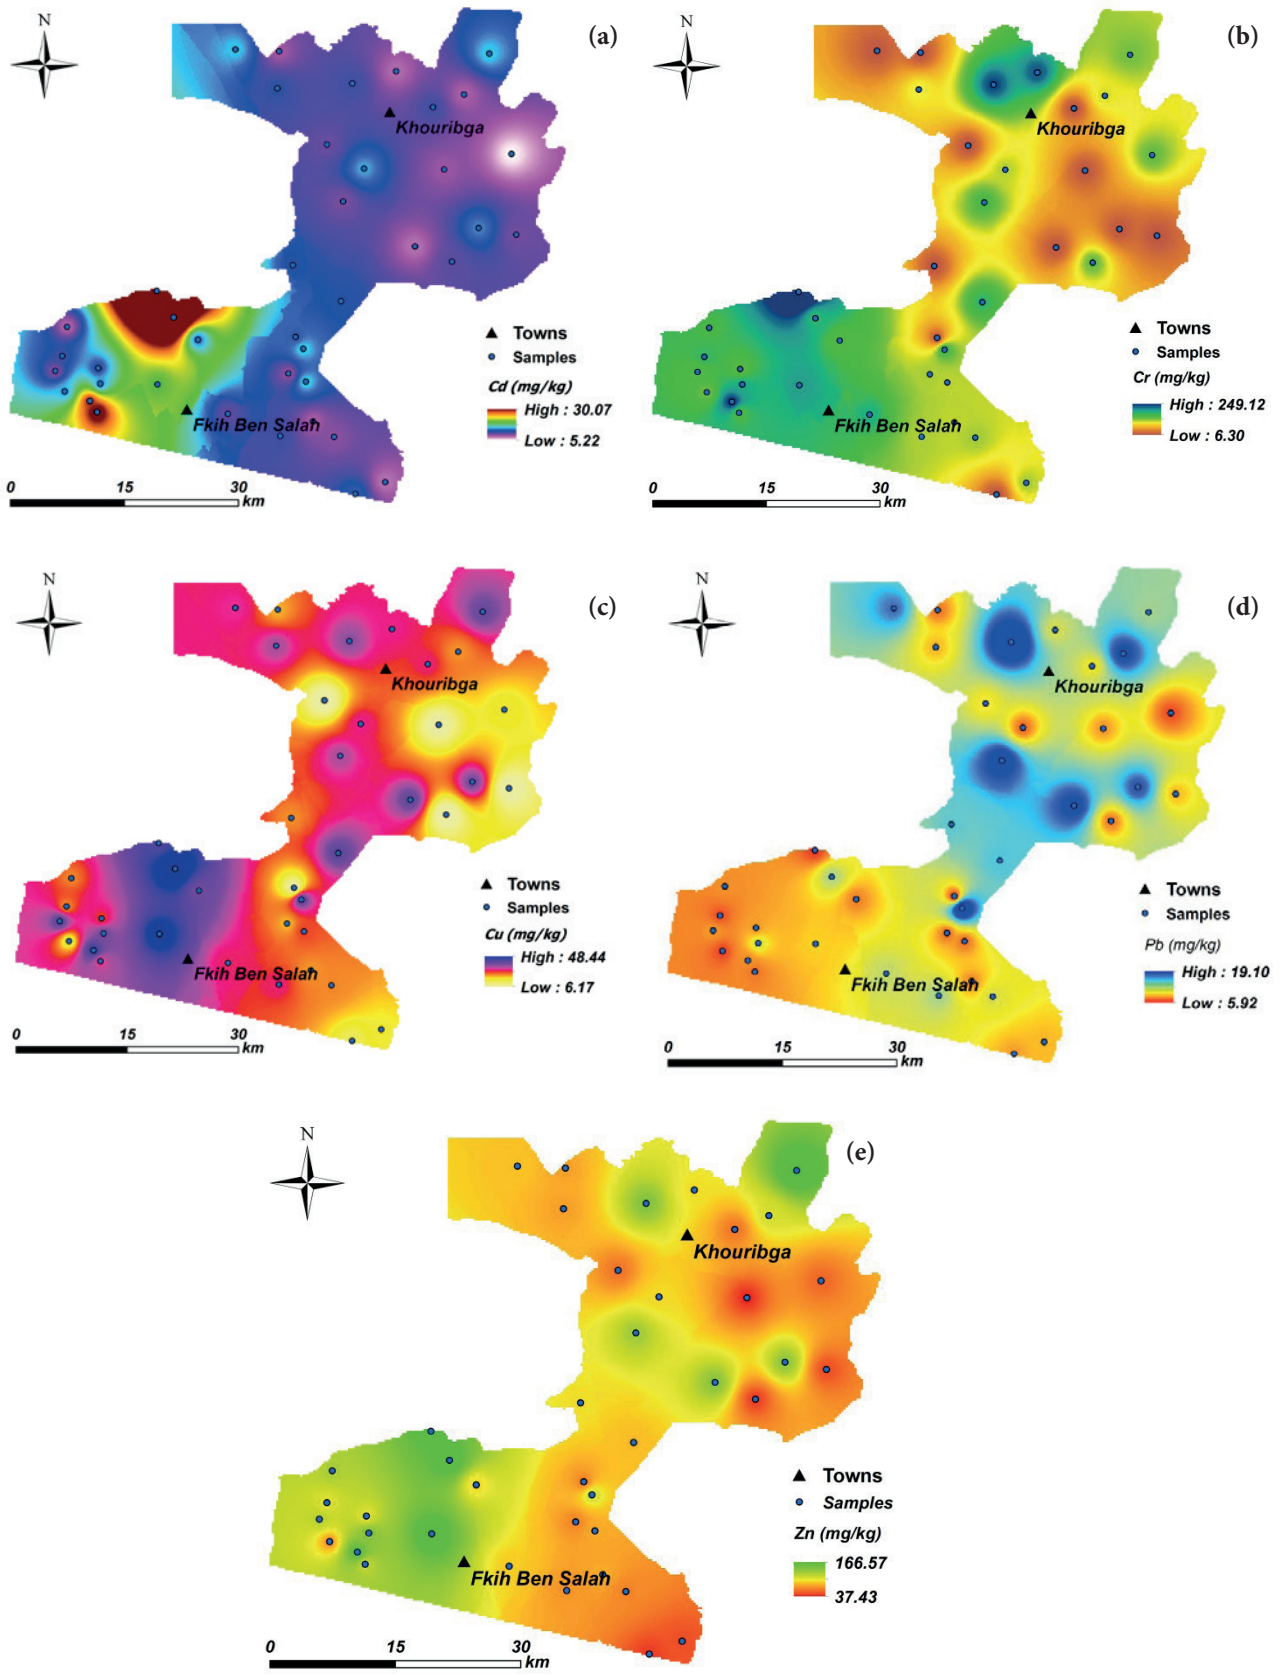 N
(a)
Khouribga
Towns
Samples
Cd (mg/kg)
High : 30.07
Low : 5.22
Fkih Ben Salah
0 15 30
km
N
(b)
Khouribga
Towns
Samples
Cr (mg/kg)
High : 249.12
Low : 6.30
Fkih Ben Salah
0 15 30
km
N
(c)
Khouribga
Towns
Samples
Cu (mg/kg)
High : 48.44
Low : 6.17
Fkih Ben Salah
0 15 30
km
N
(d)
Khouribga
Towns
Samples
Pb (mg/kg)
High : 19.10
Low : 5.92
Fkih Ben Salah
0 15 30
km
N
(e)
Khouribga
Towns
Samples
Zn (mg/kg)
166.57
37.43
Fkih Ben Salah
0 15 30
km